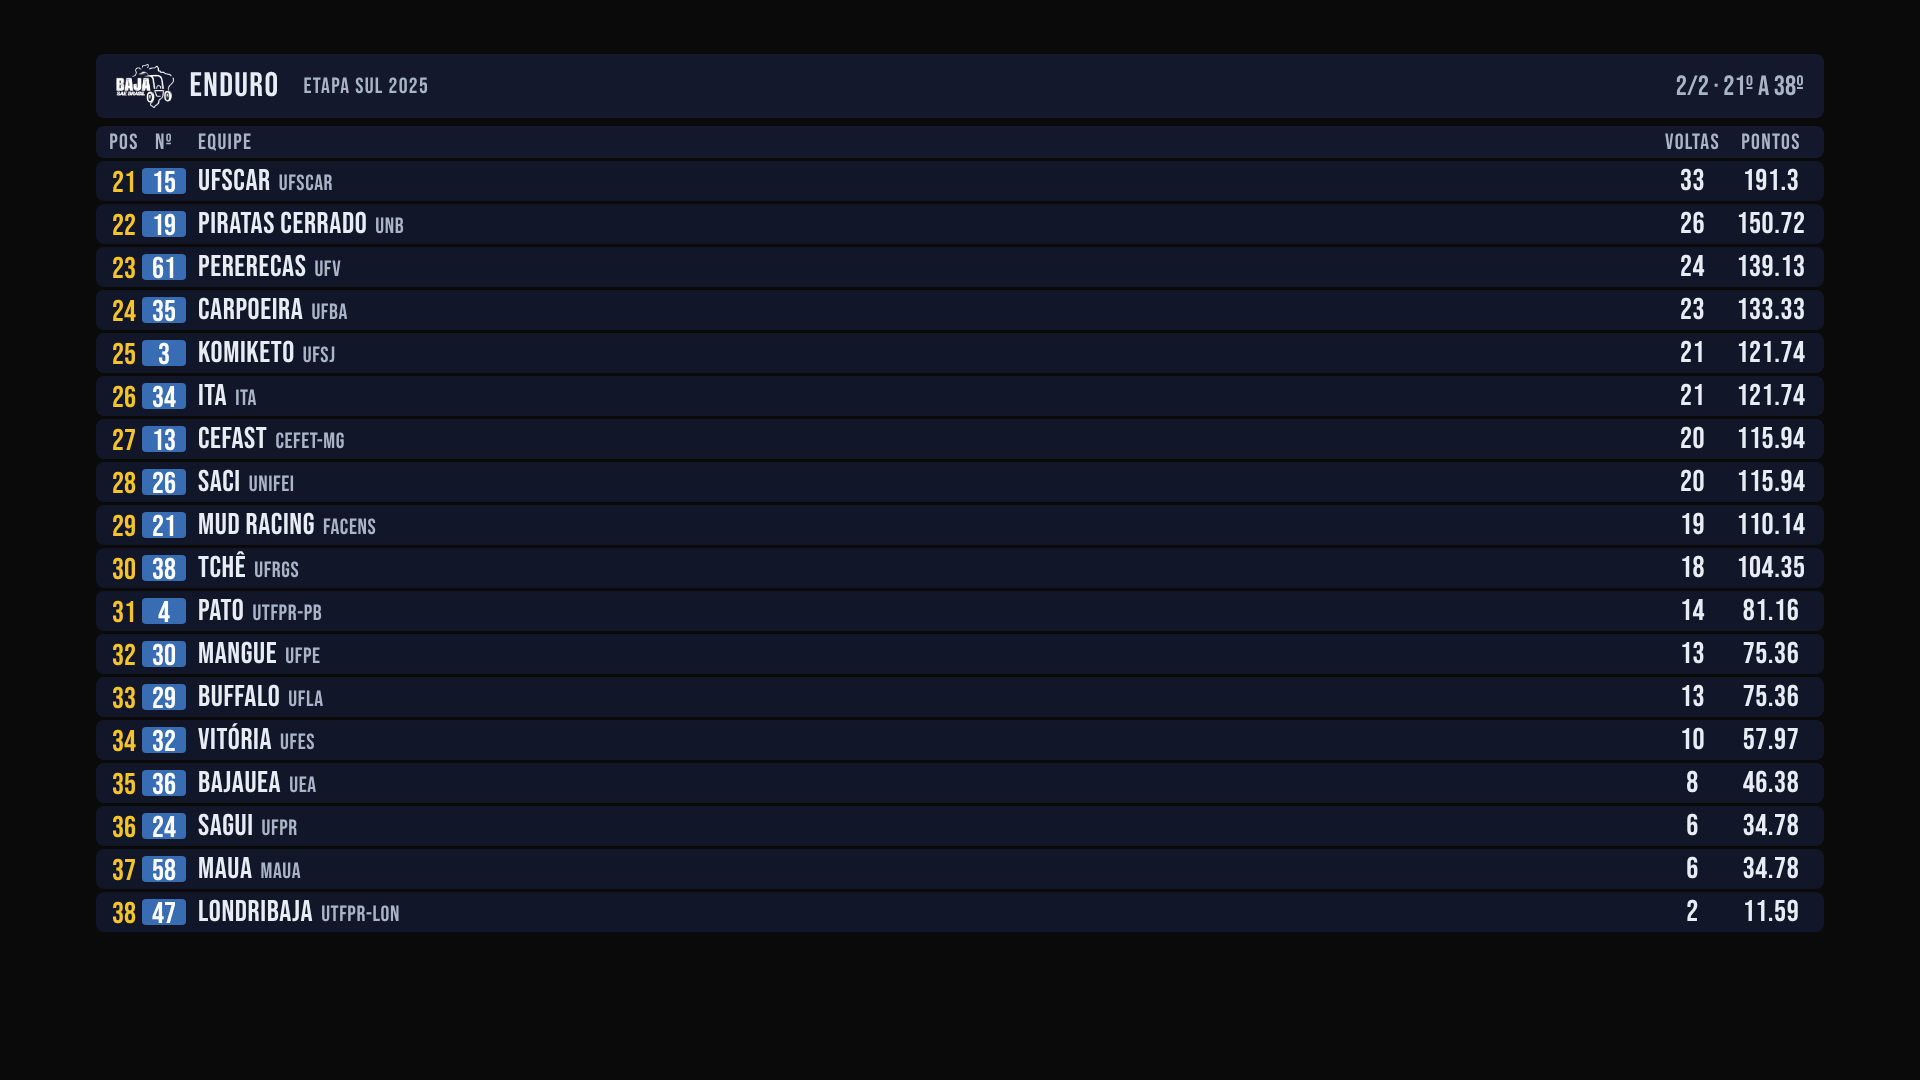 BAJA SAE BRASIL ENDURO ETAPA SUL 2025 2/2 · 21º A 38º
POS Nº EQUIPE VOLTAS PONTOS
21 15 UFSCAR UFSCAR 33 191.3
22 19 PIRATAS CERRADO UNB 26 150.72
23 61 PERERECAS UFV 24 139.13
24 35 CARPOEIRA UFBA 23 133.33
25 3 KOMIKETO UFSJ 21 121.74
26 34 ITA ITA 21 121.74
27 13 CEFAST CEFET-MG 20 115.94
28 26 SACI UNIFEI 20 115.94
29 21 MUD RACING FACENS 19 110.14
30 38 TCHÊ UFRGS 18 104.35
31 4 PATO UTFPR-PB 14 81.16
32 30 MANGUE UFPE 13 75.36
33 29 BUFFALO UFLA 13 75.36
34 32 VITÓRIA UFES 10 57.97
35 36 BAJAUEA UEA 8 46.38
36 24 SAGUI UFPR 6 34.78
37 58 MAUA MAUA 6 34.78
38 47 LONDRIBAJA UTFPR-LON 2 11.59